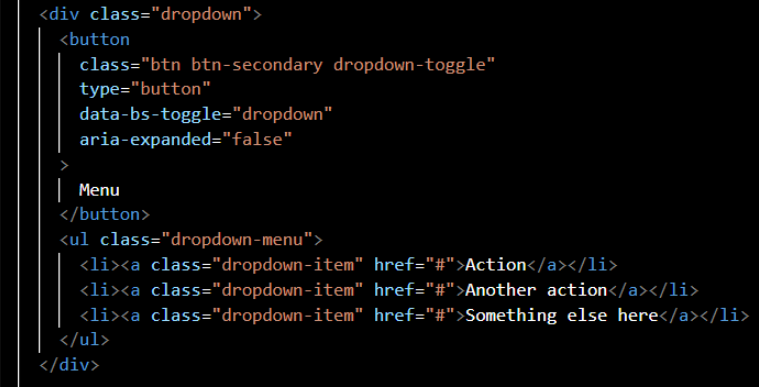 <div class="dropdown">
<button
class="btn btn-secondary dropdown-toggle"
type="button"
data-bs-toggle="dropdown"
aria-expanded="false"
>
Menu
</button>
<ul class="dropdown-menu">
<li><a class="dropdown-item" href="#">Action</a></li>
<li><a class="dropdown-item" href="#">Another action</a></li>
<li><a class="dropdown-item" href="#">Something else here</a></li>
</ul>
</div>